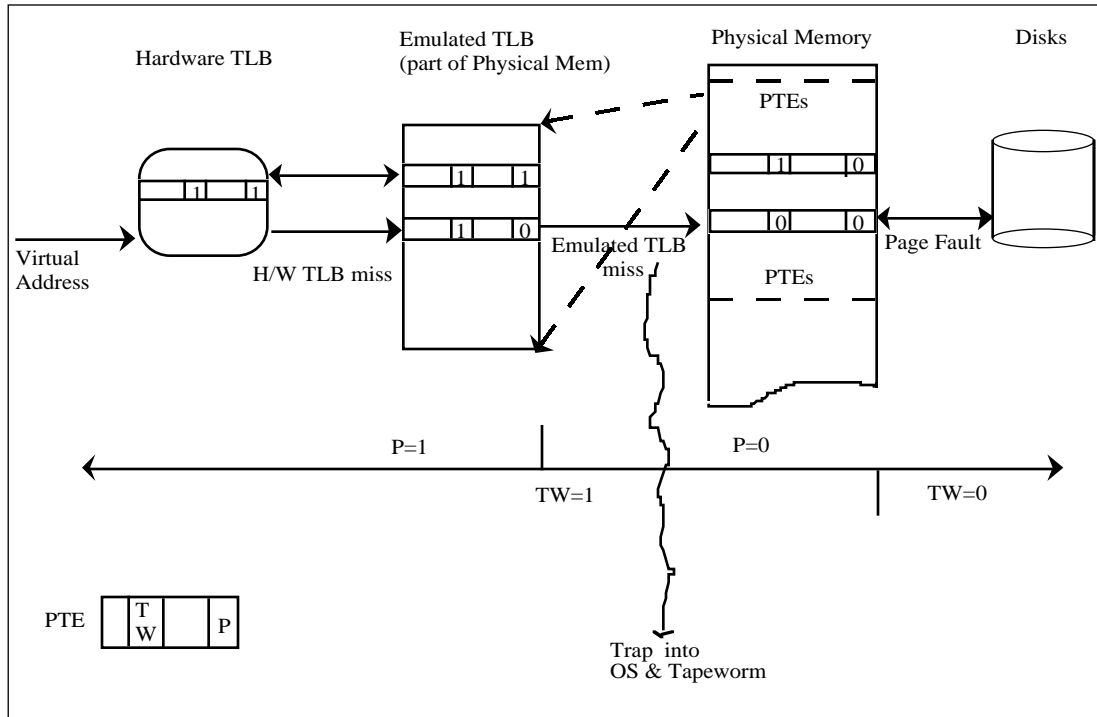 Hardware TLB
Emulated TLB
(part of Physical Mem)
Physical Memory
Disks
PTEs
1 1
1 1
1 0
1 0
0 0
Virtual
Address
H/W TLB miss
Emulated TLB
miss
Page Fault
PTEs
P=1
P=0
TW=1
TW=0
PTE
T
W
P
Trap into
OS & Tapeworm